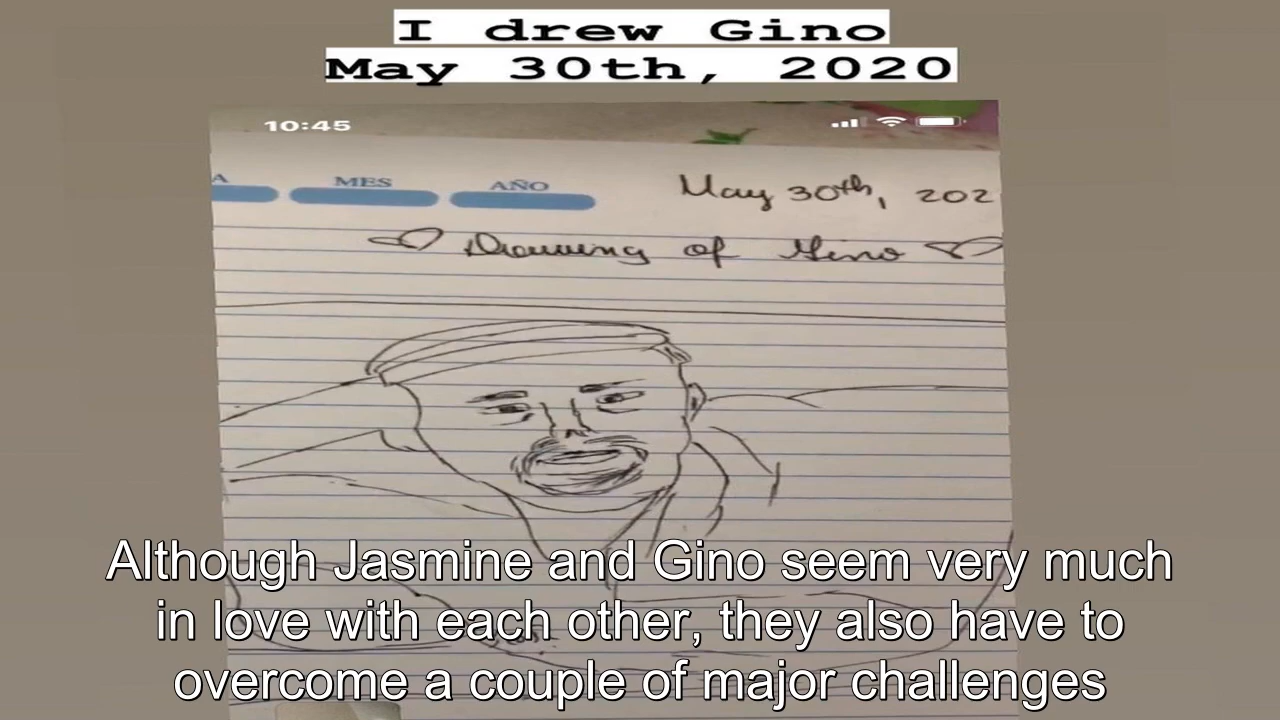 I drew Gino
May 30th, 2020
10:45
A MES AÑO
May 30th, 202
Drawing of Gino
Although Jasmine and Gino seem very much
in love with each other, they also have to
overcome a couple of major challenges